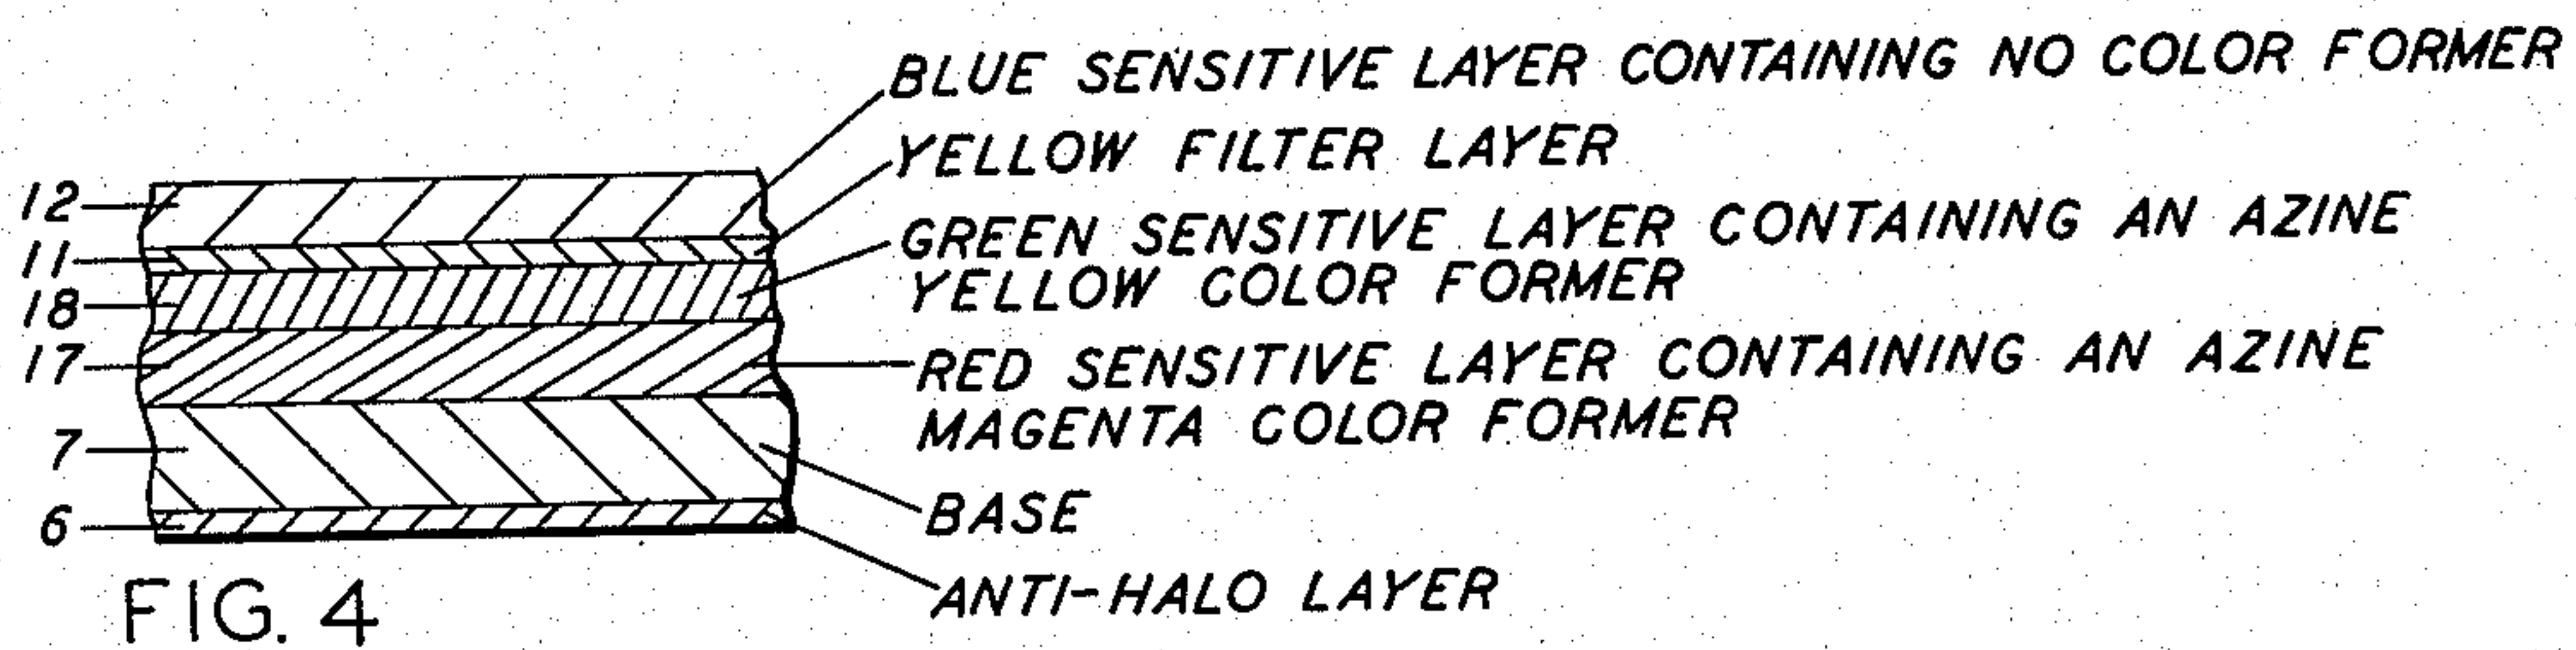 BLUE SENSITIVE LAYER CONTAINING NO COLOR FORMER
YELLOW FILTER LAYER
12
GREEN SENSITIVE LAYER CONTAINING AN AZINE
YELLOW COLOR FORMER
11
18
RED SENSITIVE LAYER CONTAINING AN AZINE
MAGENTA COLOR FORMER
17
7
BASE
6
ANTI-HALO LAYER
FIG. 4